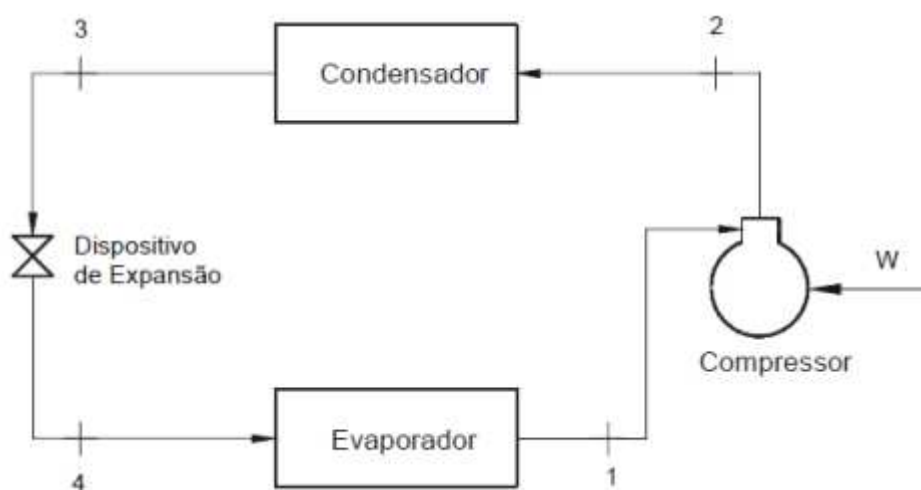 3
2
Condensador
Dispositivo
de Expansão
W
Compressor
Evaporador
4
1